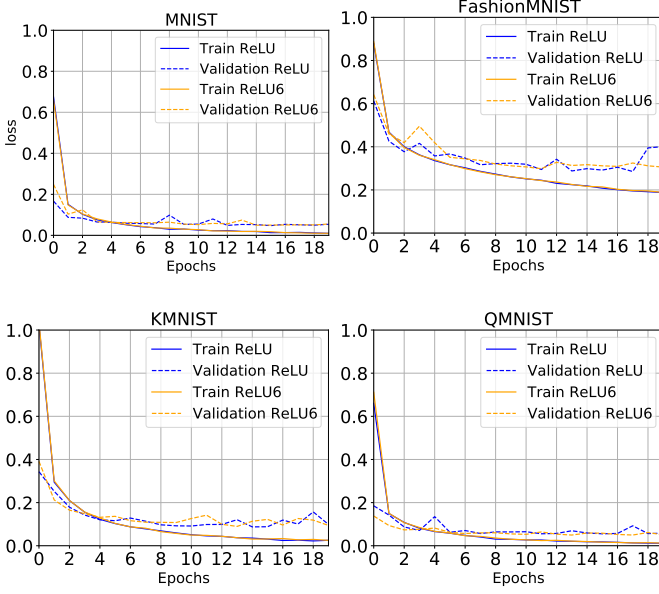 MNIST
1.0
0.8
0.6
0.4
0.2
0.0
loss
Train ReLU
Validation ReLU
Train ReLU6
Validation ReLU6
0 2 4 6 8 10 12 14 16 18
Epochs
FashionMNIST
1.0
0.8
0.6
0.4
0.2
0.0
Train ReLU
Validation ReLU
Train ReLU6
Validation ReLU6
0 2 4 6 8 10 12 14 16 18
Epochs
KMNIST
1.0
0.8
0.6
0.4
0.2
0.0
Train ReLU
Validation ReLU
Train ReLU6
Validation ReLU6
0 2 4 6 8 10 12 14 16 18
Epochs
QMNIST
1.0
0.8
0.6
0.4
0.2
0.0
Train ReLU
Validation ReLU
Train ReLU6
Validation ReLU6
0 2 4 6 8 10 12 14 16 18
Epochs